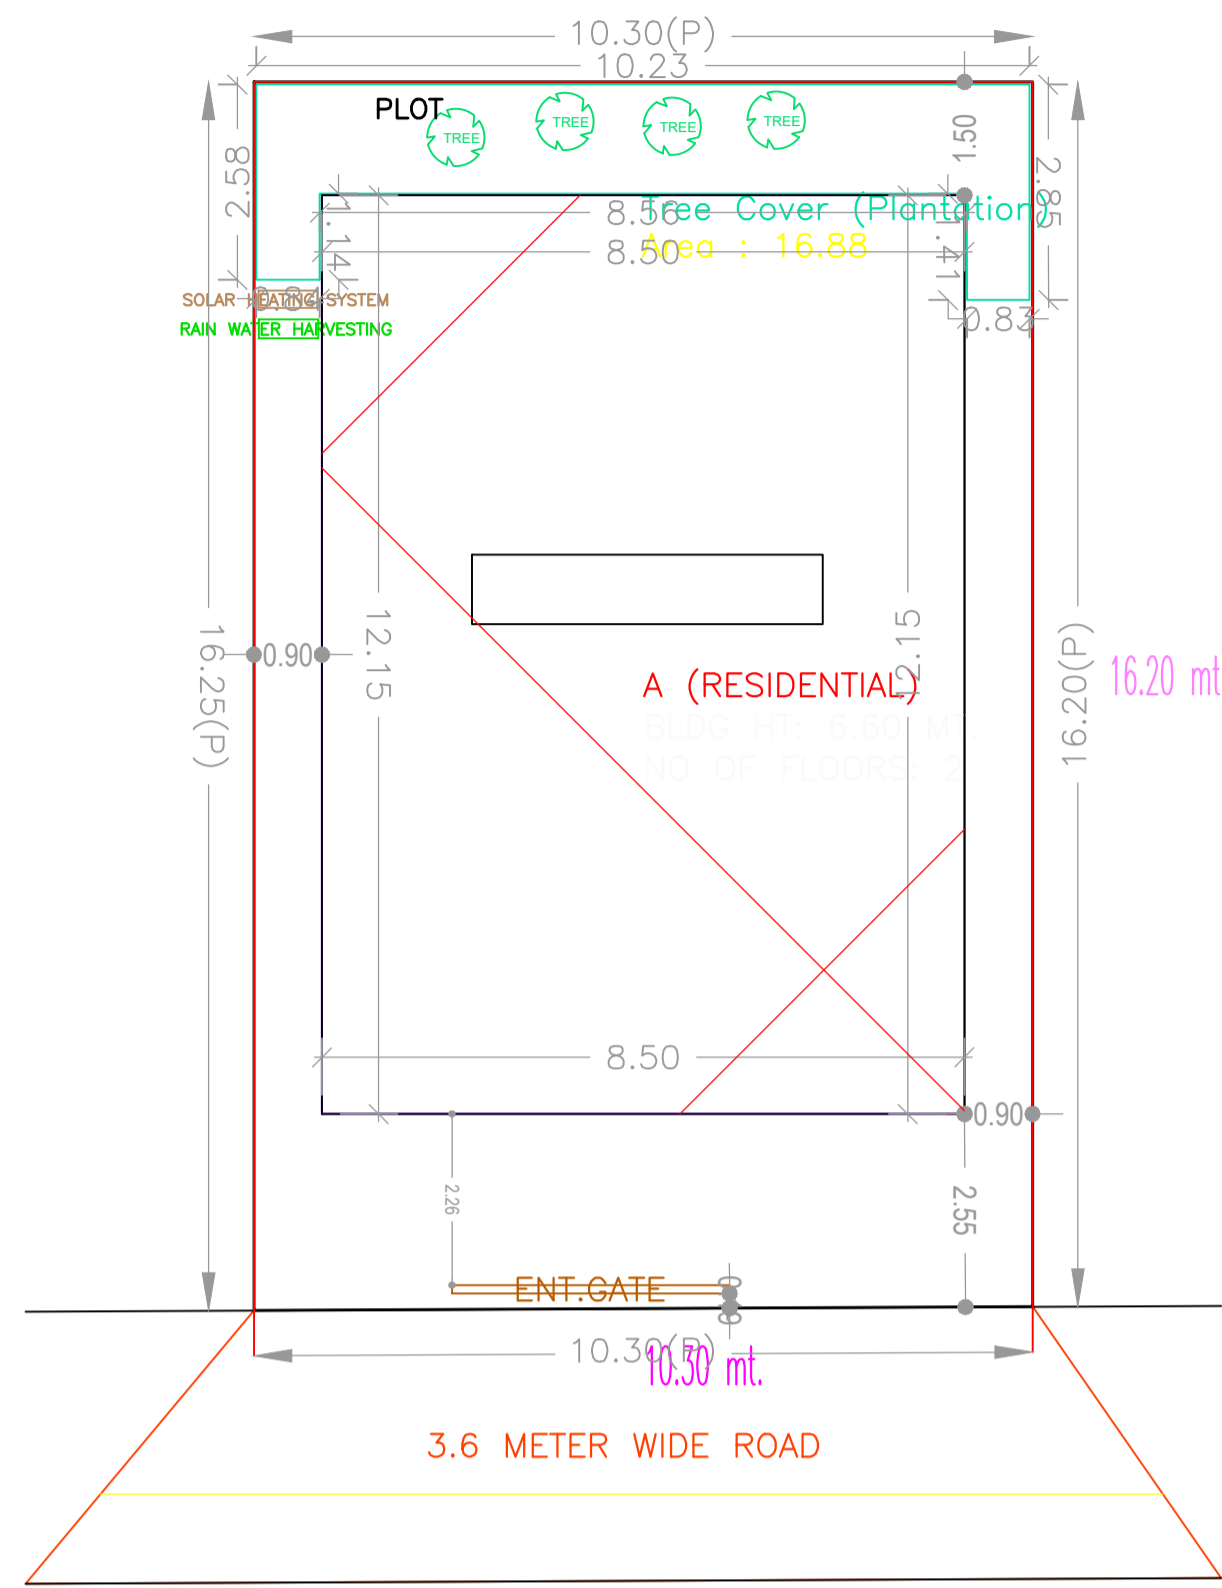 10.30(P)
10.23
PLOT
TREE
TREE
TREE
TREE
1.50
2.58
2.85
8.56
Tree Cover (Plantation)
1.14
1.41
8.50
Area : 16.88
SOLAR HEATING SYSTEM
0.83
RAIN WATER HARVESTING
12.15
12.15
16.25(P)
0.90
A (RESIDENTIAL)
16.20(P)
16.20 mt
BLDG HT: 6.60 MT.
NO OF FLOORS: 2
8.50
0.90
2.26
2.55
ENT.GATE
10.30(P)
10.30 mt.
3.6 METER WIDE ROAD